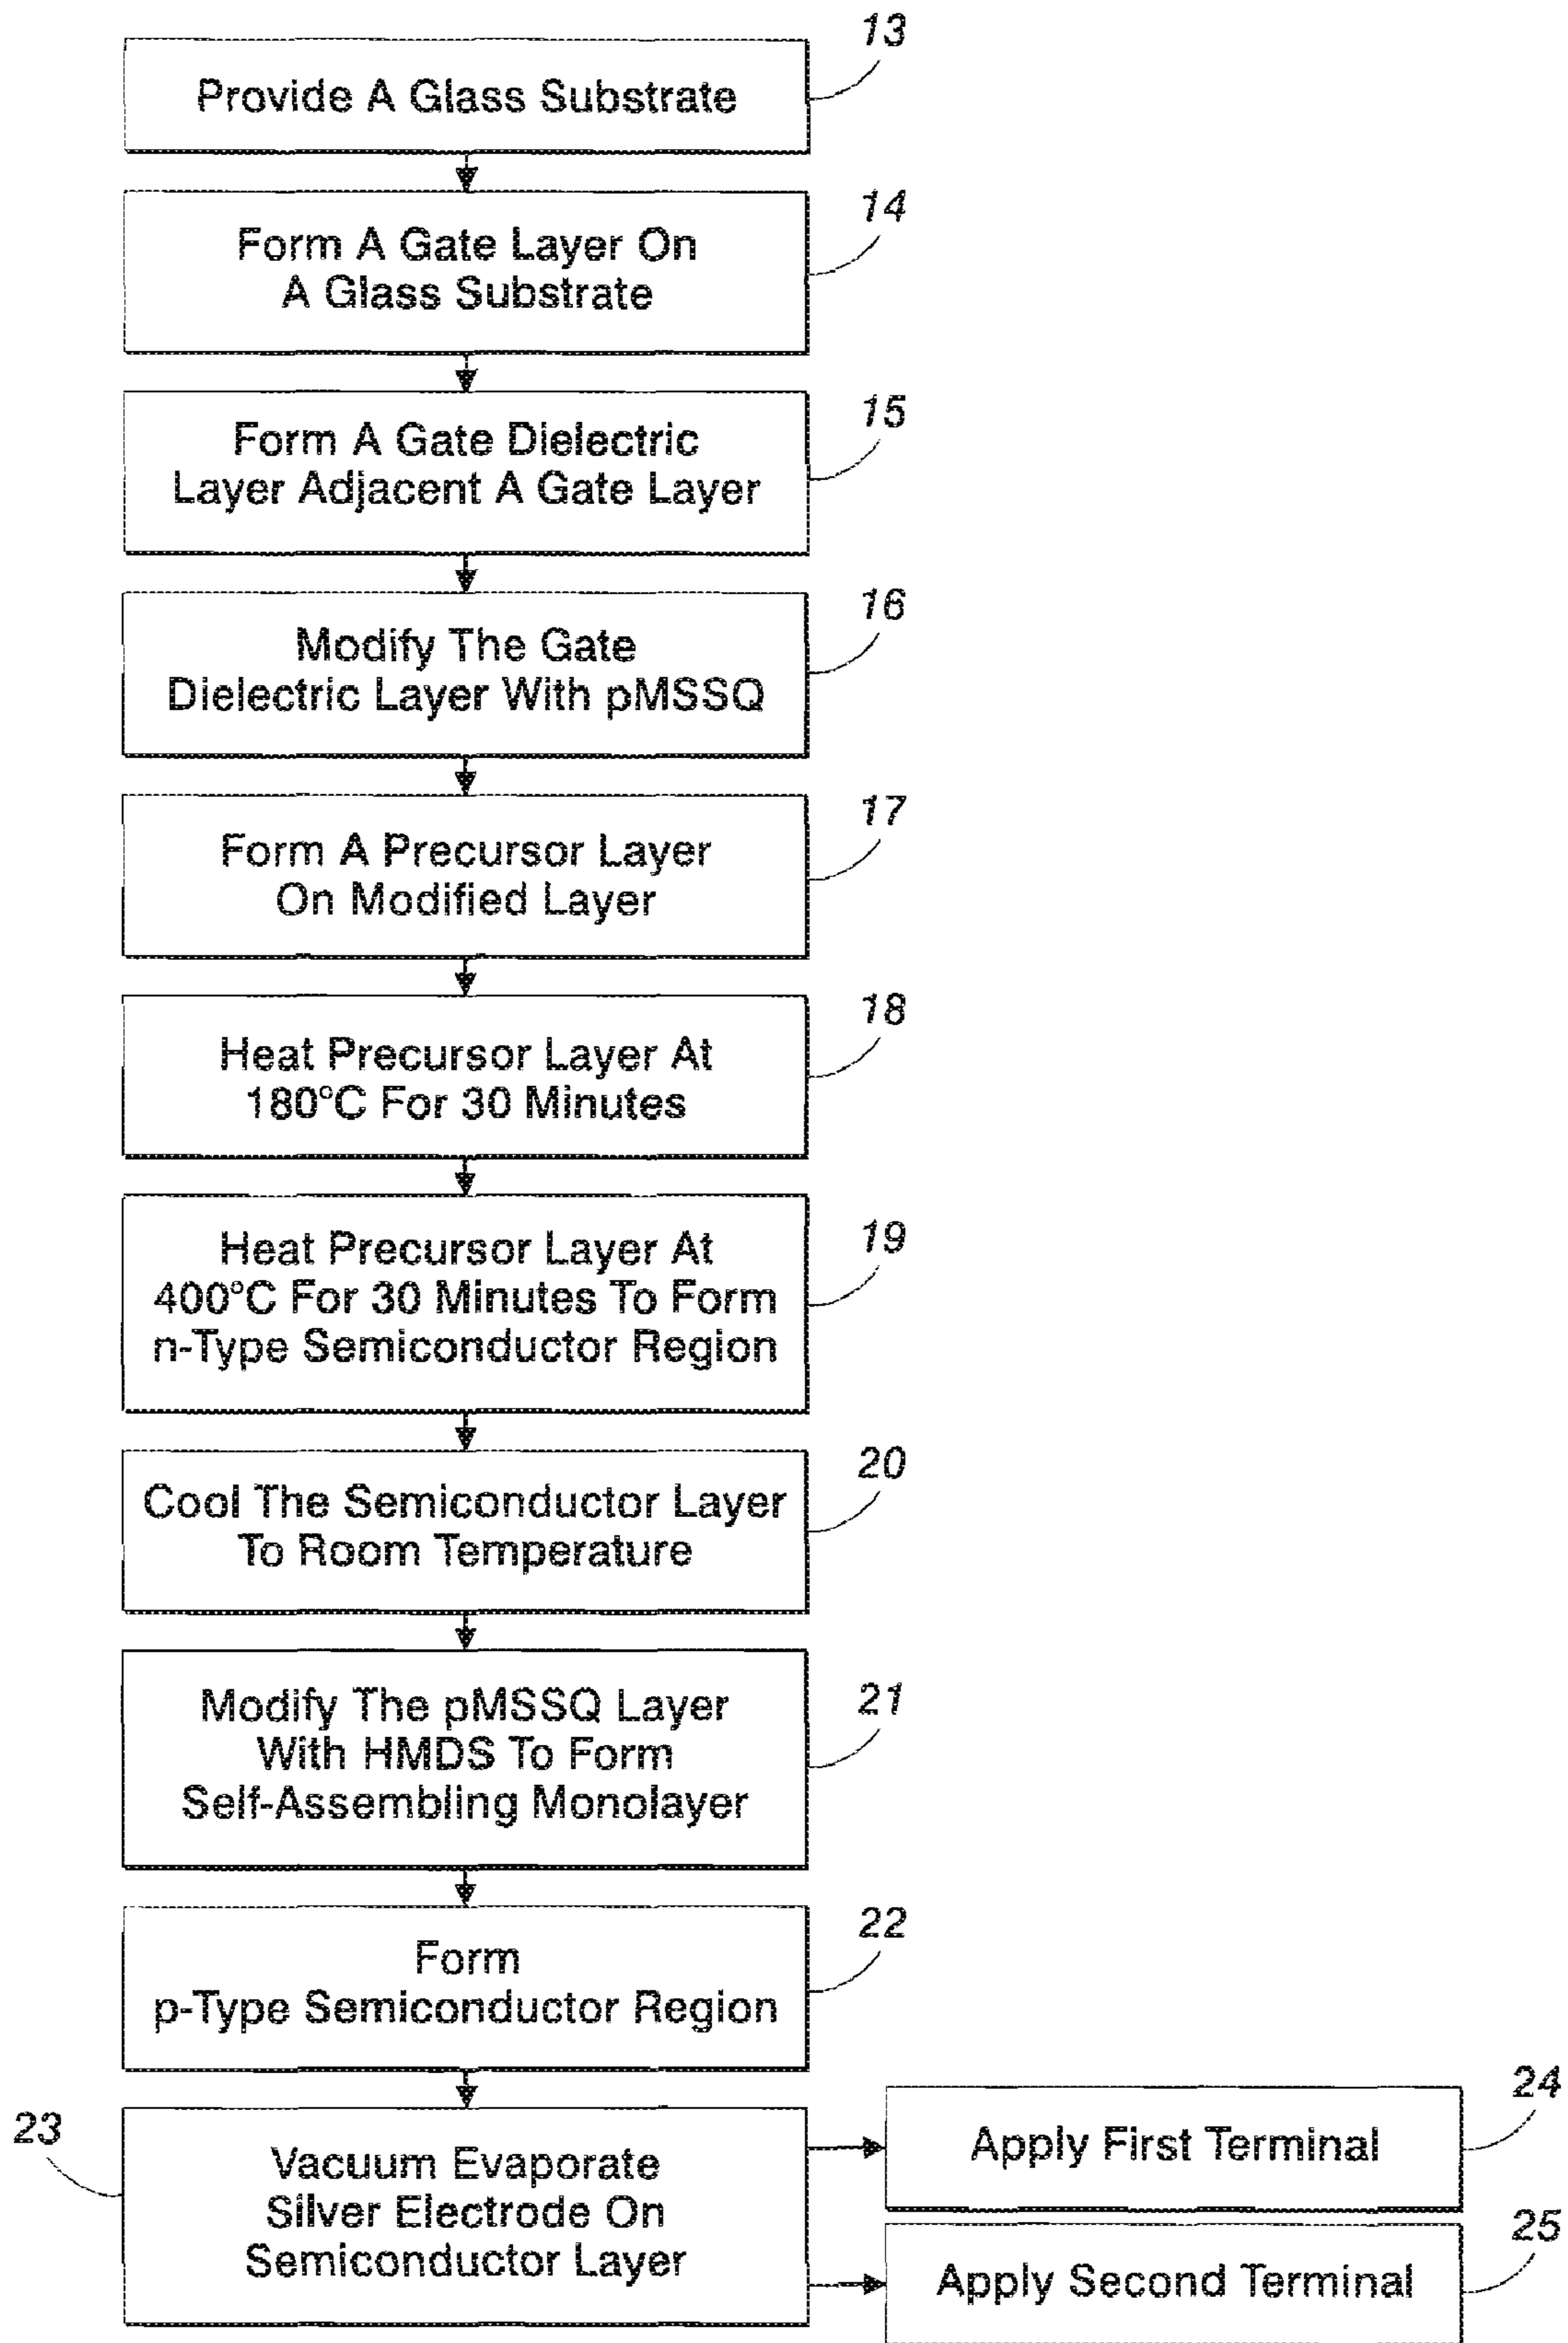 13
Provide A Glass Substrate
14
Form A Gate Layer On
A Glass Substrate
15
Form A Gate Dielectric
Layer Adjacent A Gate Layer
16
Modify The Gate
Dielectric Layer With pMSSQ
17
Form A Precursor Layer
On Modified Layer
18
Heat Precursor Layer At
180°C For 30 Minutes
19
Heat Precursor Layer At
400°C For 30 Minutes To Form
n-Type Semiconductor Region
20
Cool The Semiconductor Layer
To Room Temperature
21
Modify The pMSSQ Layer
With HMDS To Form
Self-Assembling Monolayer
22
Form
p-Type Semiconductor Region
23
Vacuum Evaporate
Silver Electrode On
Semiconductor Layer
24
Apply First Terminal
25
Apply Second Terminal